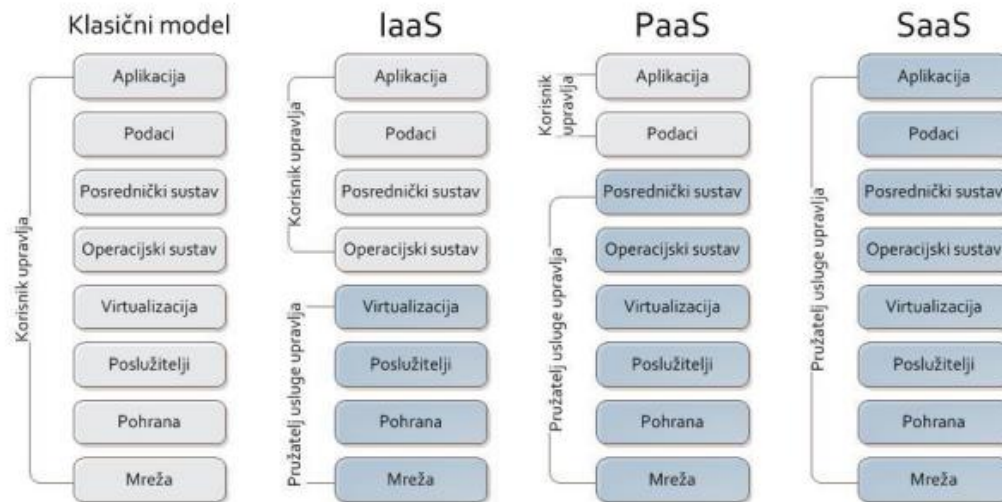 Klasični model
Korisnik upravlja
Aplikacija
Podaci
Posrednički sustav
Operacijski sustav
Virtualizacija
Poslužitelji
Pohrana
Mreža
IaaS
Korisnik upravlja
Pružatelj usluge upravlja
Aplikacija
Podaci
Posrednički sustav
Operacijski sustav
Virtualizacija
Poslužitelji
Pohrana
Mreža
PaaS
Korisnik
upravlja
Pružatelj usluge upravlja
Aplikacija
Podaci
Posrednički sustav
Operacijski sustav
Virtualizacija
Poslužitelji
Pohrana
Mreža
SaaS
Pružatelj usluge upravlja
Aplikacija
Podaci
Posrednički sustav
Operacijski sustav
Virtualizacija
Poslužitelji
Pohrana
Mreža